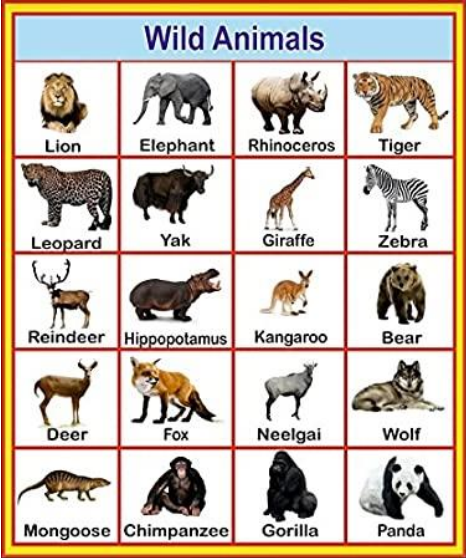 Wild Animals
Lion Elephant Rhinoceros Tiger
Leopard Yak Giraffe Zebra
Reindeer Hippopotamus Kangaroo Bear
Deer Fox Neelgai Wolf
Mongoose Chimpanzee Gorilla Panda